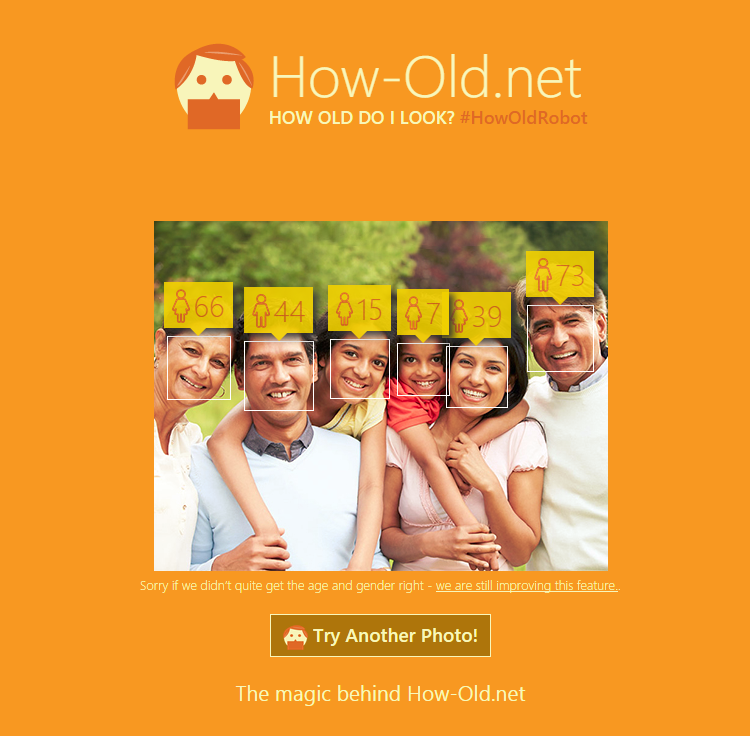 How-Old.net
HOW OLD DO I LOOK? #HowOldRobot
66
44
15
7
39
73
Sorry if we didn't quite get the age and gender right - we are still improving this feature..
Try Another Photo!
The magic behind How-Old.net